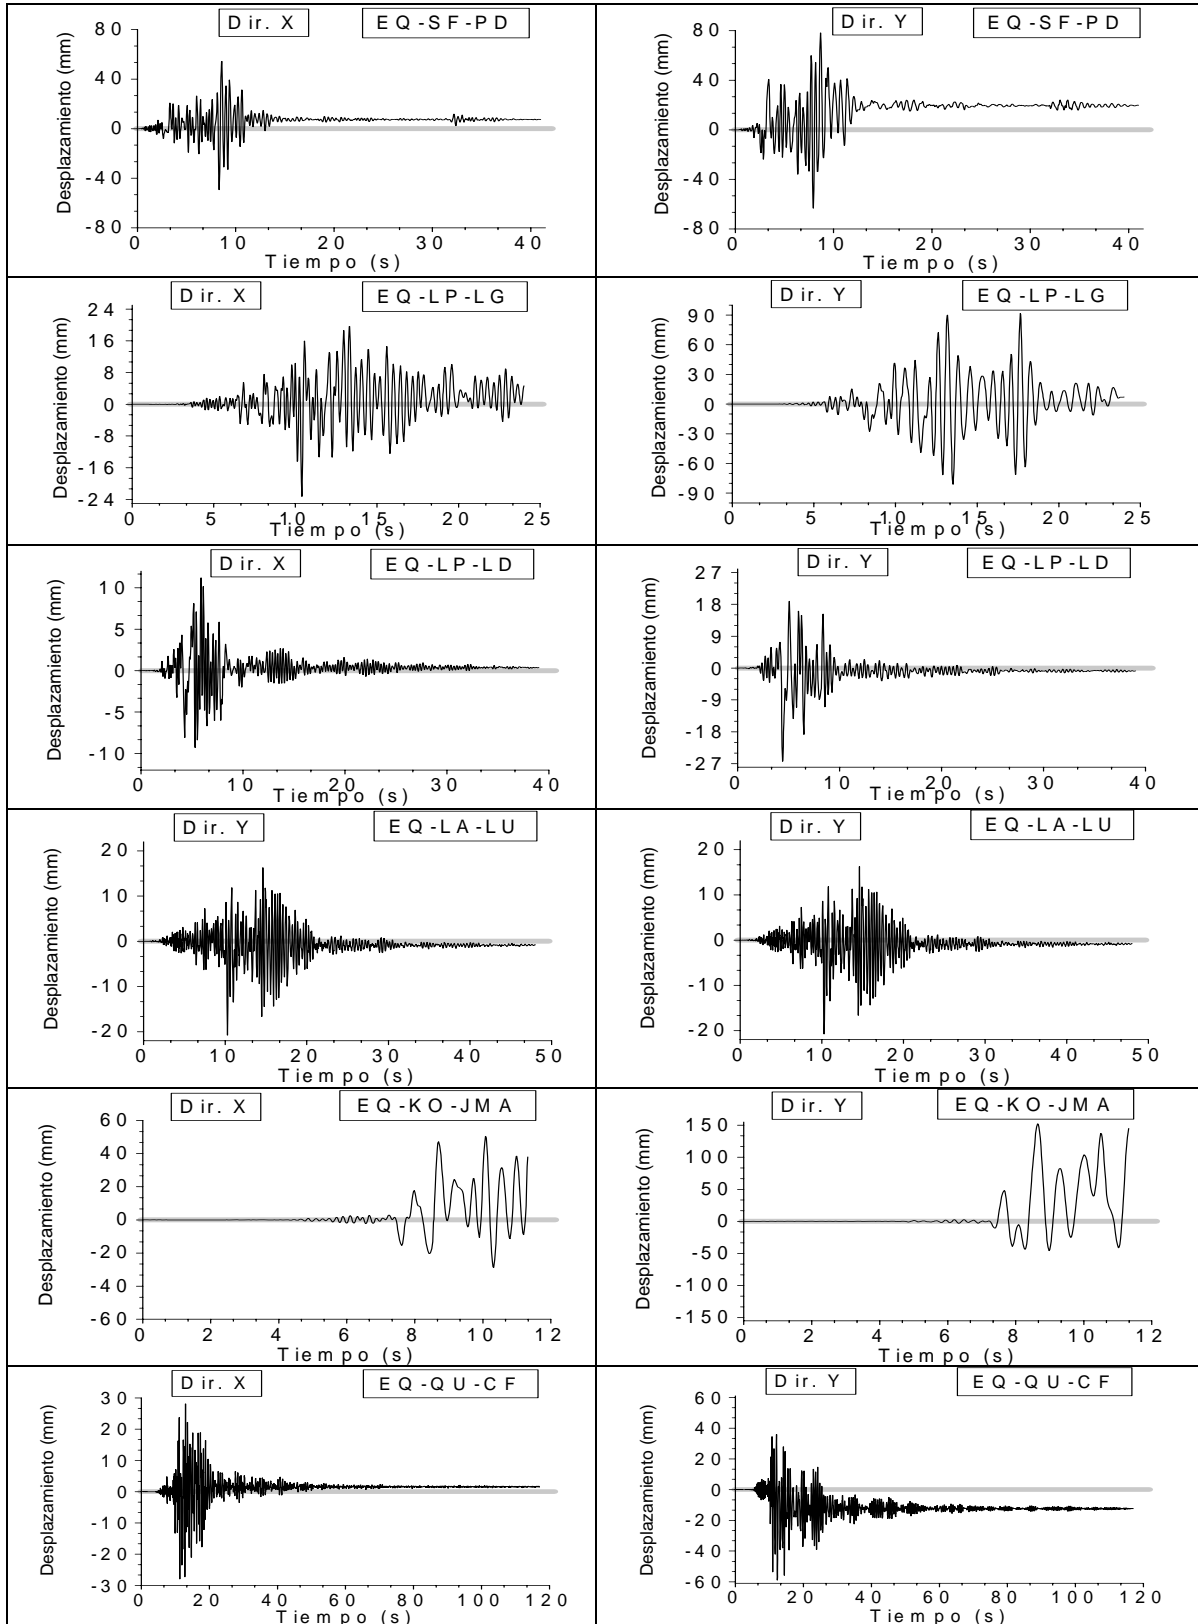 Dir. X
EQ-SF-PD
Desplazamiento (mm)
80
40
0
-40
-80
0 10 20 30 40
Tiempo (s)
Dir. Y
EQ-SF-PD
Desplazamiento (mm)
80
40
0
-40
-80
0 10 20 30 40
Tiempo (s)
Dir. X
EQ-LP-LG
Desplazamiento (mm)
24
16
8
0
-8
-16
-24
0 5 10 15 20 25
Tiempo (s)
Dir. Y
EQ-LP-LG
Desplazamiento (mm)
90
60
30
0
-30
-60
-90
0 5 10 15 20 25
Tiempo (s)
Dir. X
EQ-LP-LD
Desplazamiento (mm)
10
5
0
-5
-10
0 10 20 30 40
Tiempo (s)
Dir. Y
EQ-LP-LD
Desplazamiento (mm)
27
18
9
0
-9
-18
-27
0 10 20 30 40
Tiempo (s)
Dir. Y
EQ-LA-LU
Desplazamiento (mm)
20
10
0
-10
-20
0 10 20 30 40 50
Tiempo (s)
Dir. Y
EQ-LA-LU
Desplazamiento (mm)
20
10
0
-10
-20
0 10 20 30 40 50
Tiempo (s)
Dir. X
EQ-KO-JMA
Desplazamiento (mm)
60
40
20
0
-20
-40
-60
0 2 4 6 8 10 12
Tiempo (s)
Dir. Y
EQ-KO-JMA
Desplazamiento (mm)
150
100
50
0
-50
-100
-150
0 2 4 6 8 10 12
Tiempo (s)
Dir. X
EQ-QU-CF
Desplazamiento (mm)
30
20
10
0
-10
-20
-30
0 20 40 60 80 100 120
Tiempo (s)
Dir. Y
EQ-QU-CF
Desplazamiento (mm)
60
40
20
0
-20
-40
-60
0 20 40 60 80 100 120
Tiempo (s)